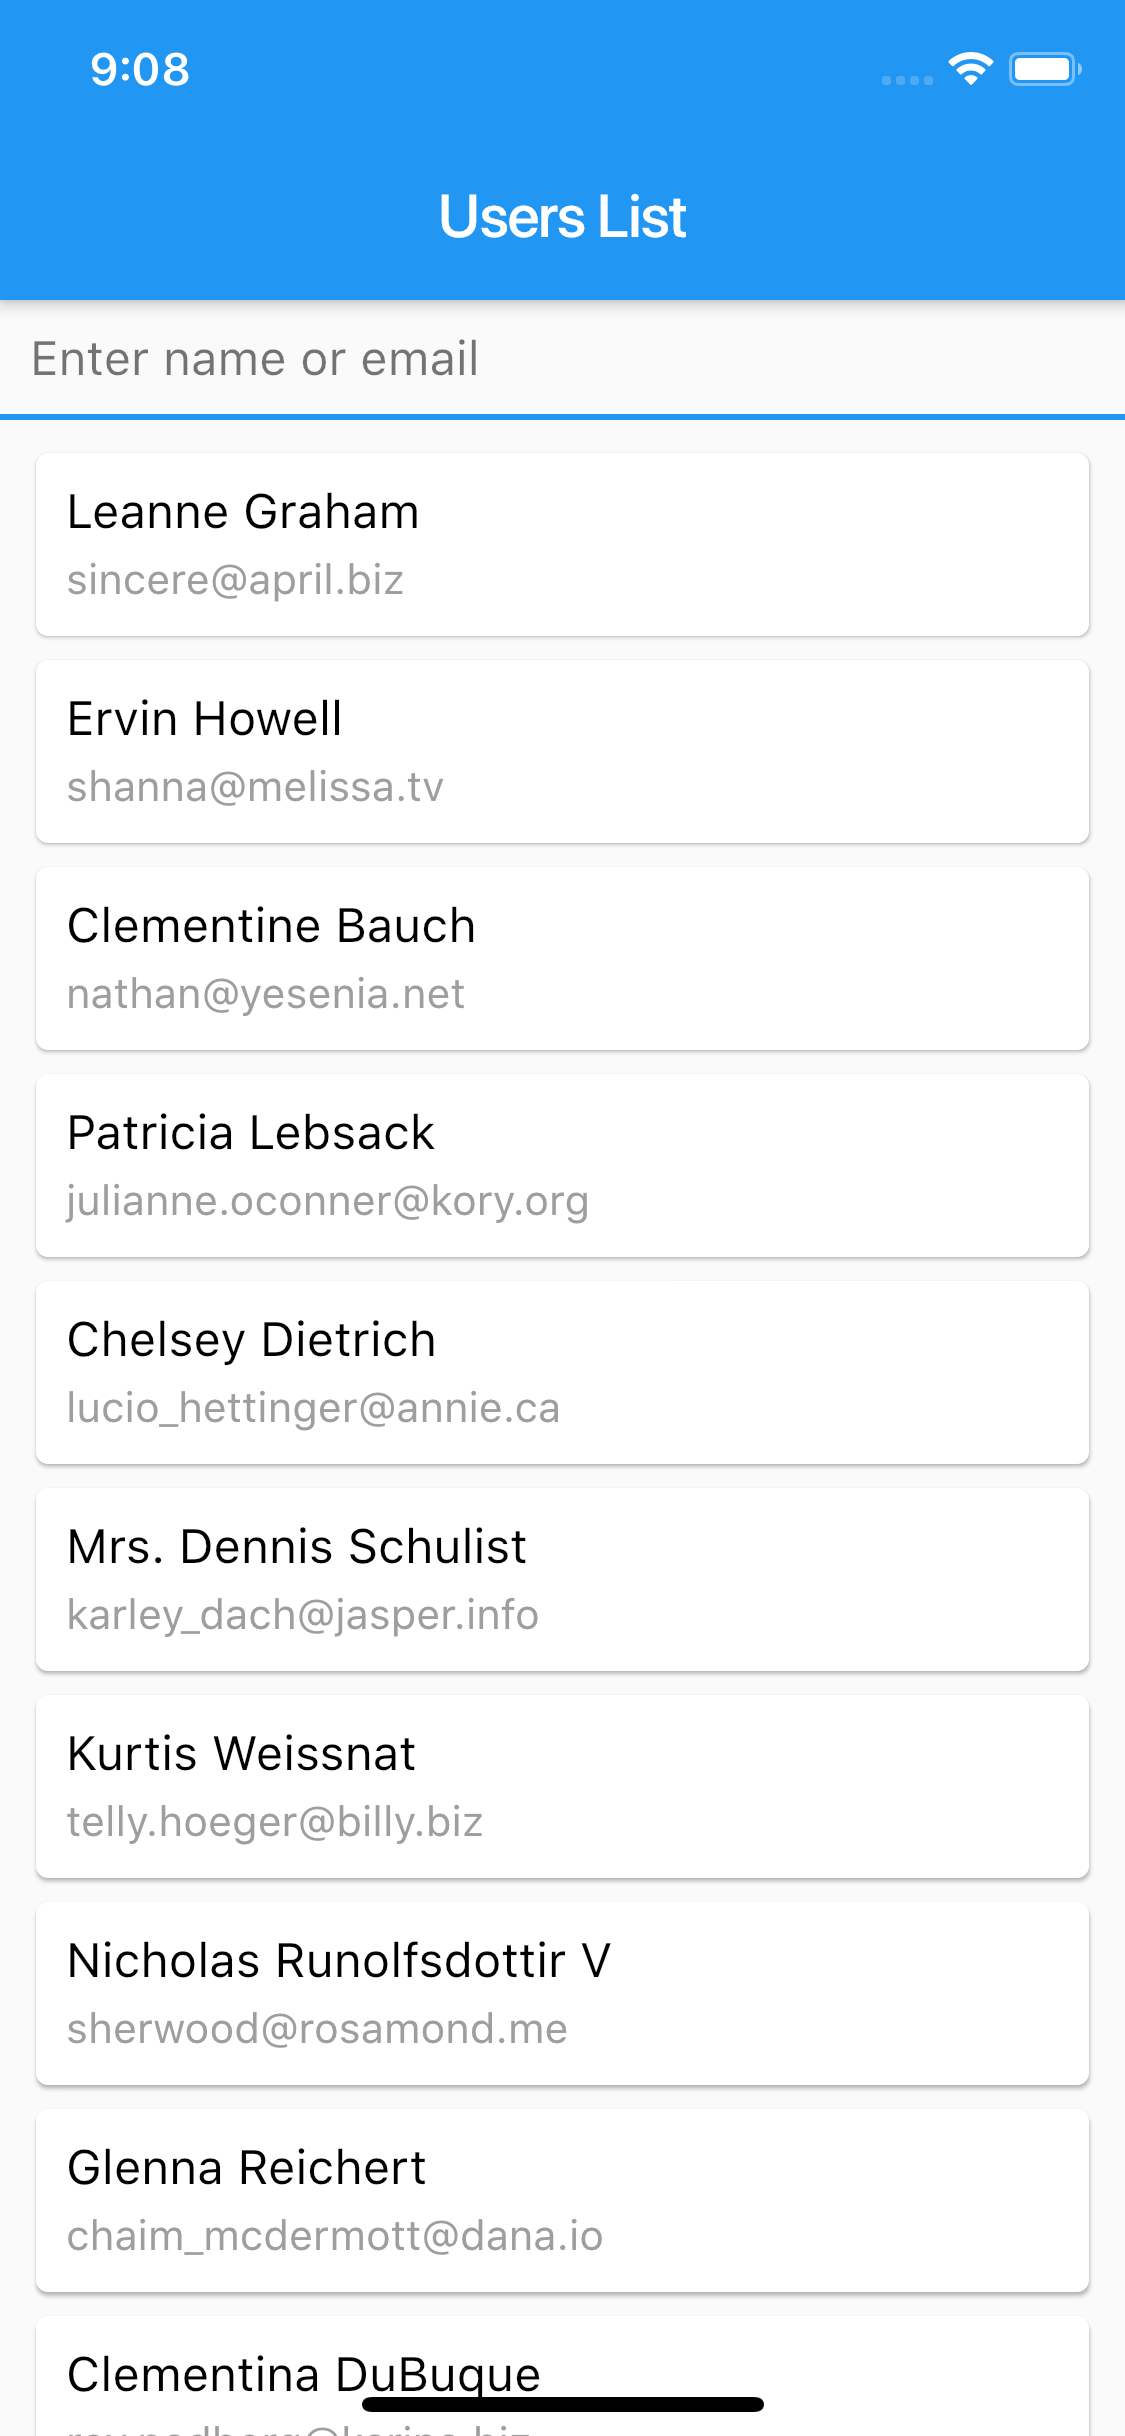 9:08
Users List
Enter name or email
Leanne Graham
sincere@april.biz
Ervin Howell
shanna@melissa.tv
Clementine Bauch
nathan@yesenia.net
Patricia Lebsack
julianne.oconner@kory.org
Chelsey Dietrich
lucio_hettinger@annie.ca
Mrs. Dennis Schulist
karley_dach@jasper.info
Kurtis Weissnat
telly.hoeger@billy.biz
Nicholas Runolfsdottir V
sherwood@rosamond.me
Glenna Reichert
chaim_mcdermott@dana.io
Clementina DuBuque